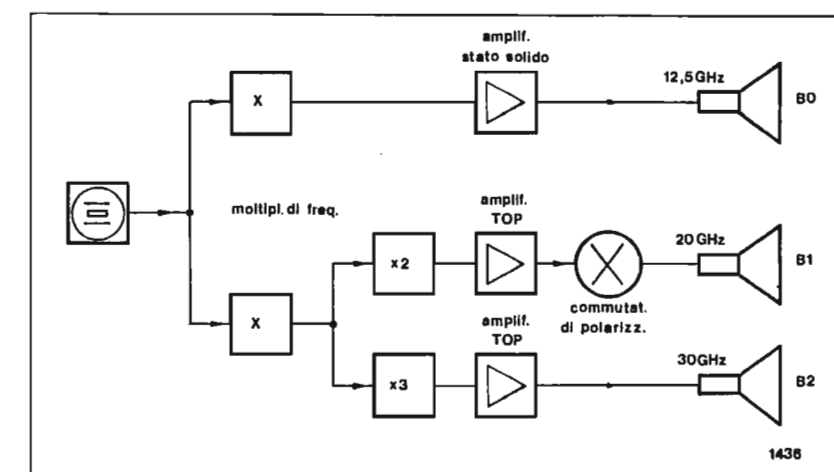 amplif.
stato solido
12,5GHz
X
B0
moltipl. di freq.
amplif.
TOP
20GHz
x2
B1
commutat.
di polarizz.
X
amplif.
TOP
30GHz
x3
B2
1436